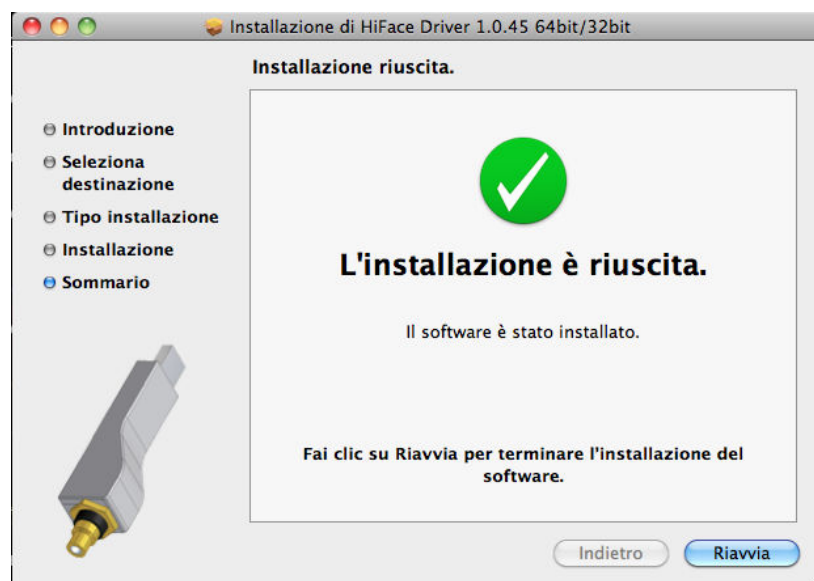 Installazione di HiFace Driver 1.0.45 64bit/32bit
Installazione riuscita.
Introduzione
Seleziona
destinazione
Tipo installazione
Installazione
Sommario
L'installazione è riuscita.
Il software è stato installato.
Fai clic su Riavvia per terminare l'installazione del
software.
Indietro
Riavvia